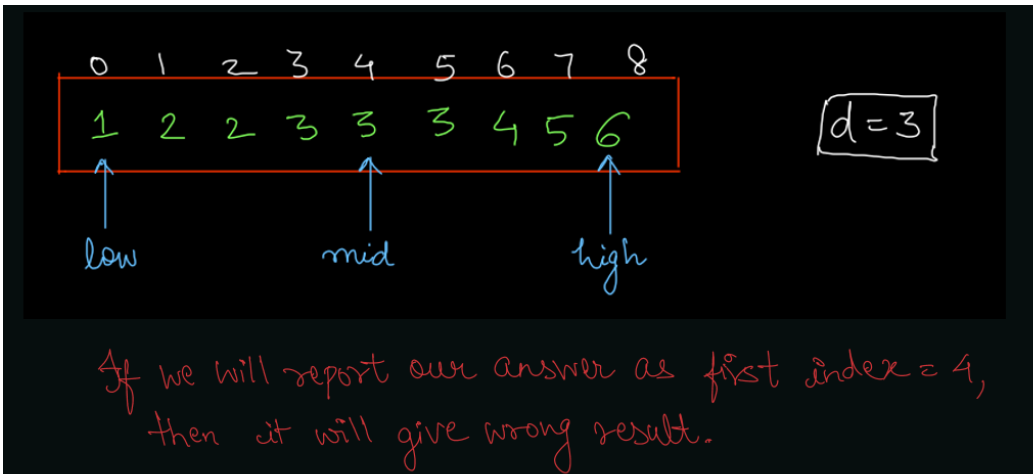 0 1 2 3 4 5 6 7 8
1 2 2 3 3 3 4 5 6
d = 3
low mid high
If we will report our answer as first index = 4,
then it will give wrong result.